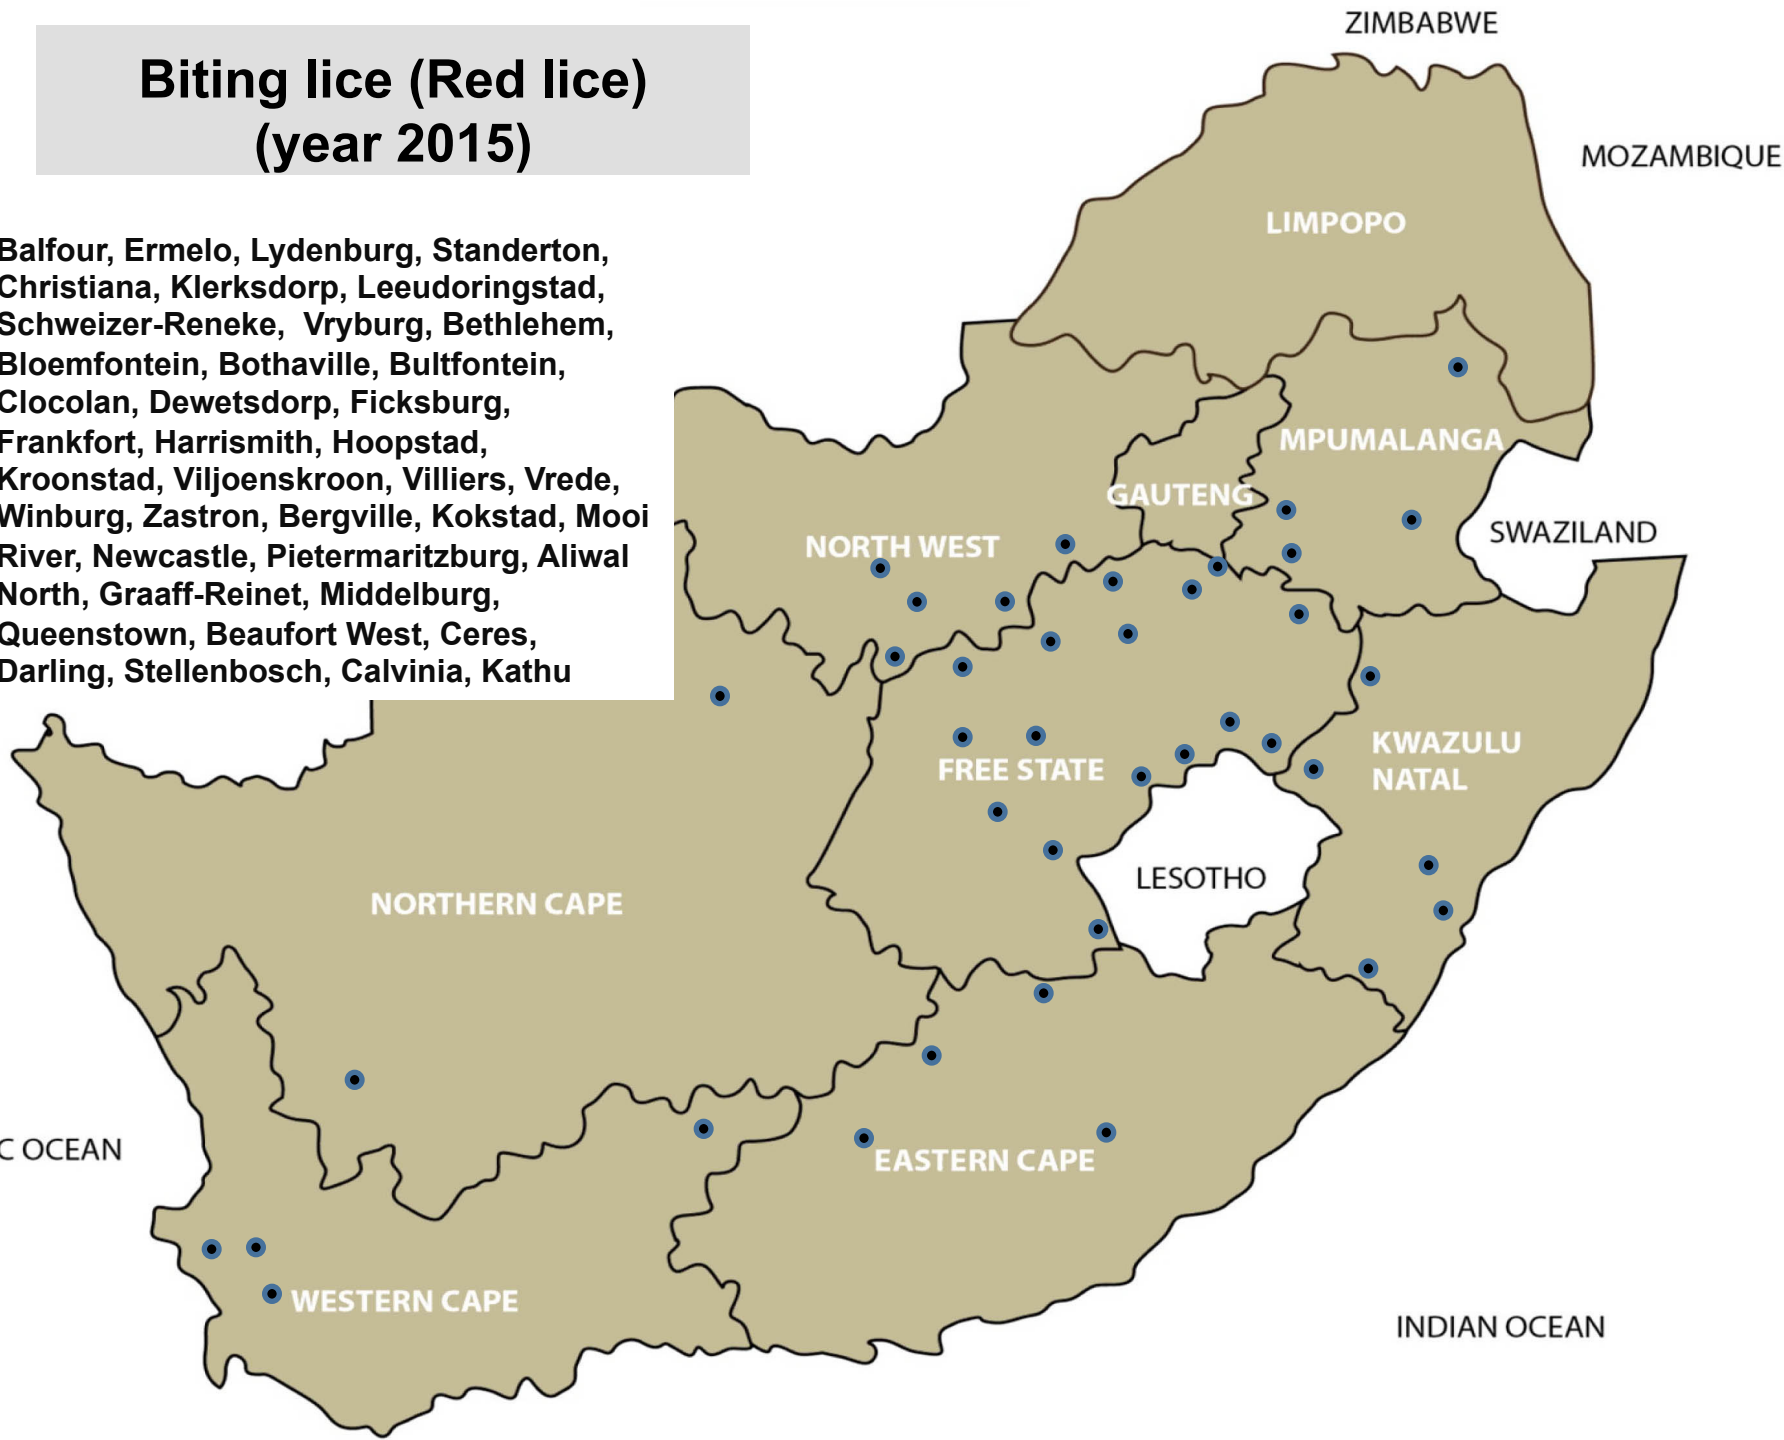 Biting lice (Red lice)
(year 2015)
Balfour, Ermelo, Lydenburg, Standerton,
Christiana, Klerksdorp, Leeudoringstad,
Schweizer-Reneke, Vryburg, Bethlehem,
Bloemfontein, Bothaville, Bultfontein,
Clocolan, Dewetsdorp, Ficksburg,
Frankfort, Harrismith, Hoopstad,
Kroonstad, Viljoenskroon, Villiers, Vrede,
Winburg, Zastron, Bergville, Kokstad, Mooi
River, Newcastle, Pietermaritzburg, Aliwal
North, Graaff-Reinet, Middelburg,
Queenstown, Beaufort West, Ceres,
Darling, Stellenbosch, Calvinia, Kathu
ZIMBABWE
MOZAMBIQUE
LIMPOPO
MPUMALANGA
GAUTENG
SWAZILAND
NORTH WEST
KWAZULU
NATAL
FREE STATE
LESOTHO
NORTHERN CAPE
C OCEAN
EASTERN CAPE
WESTERN CAPE
INDIAN OCEAN